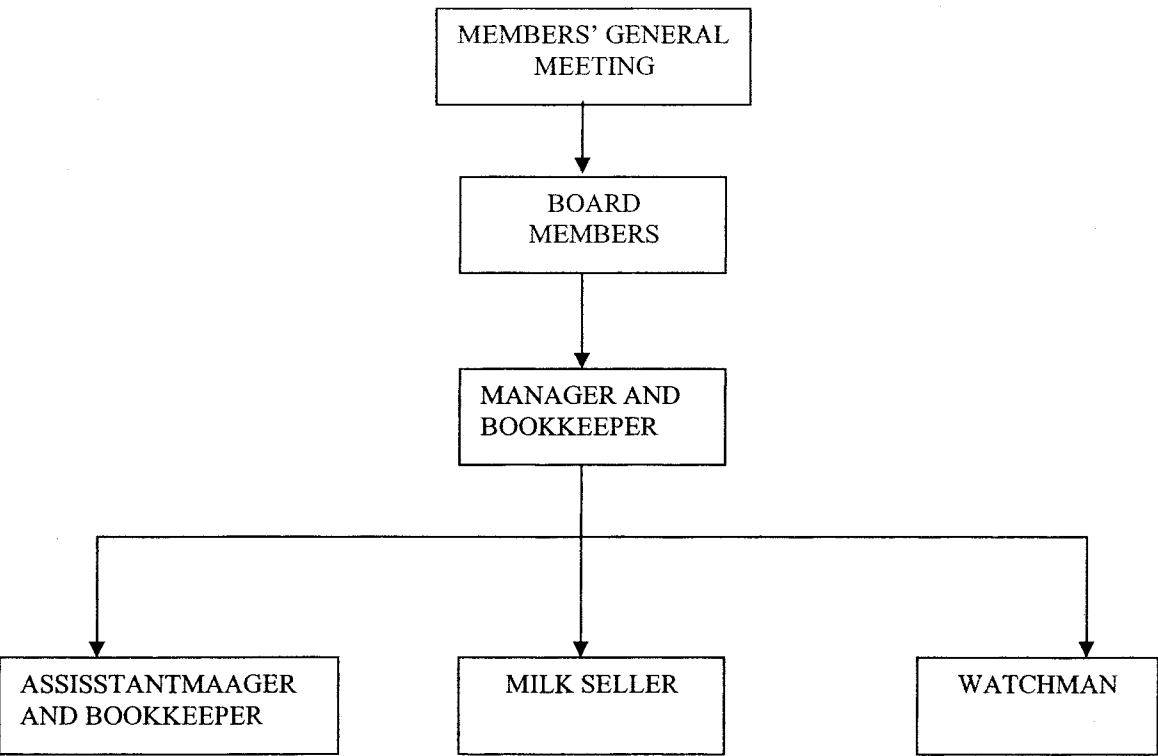 MEMBERS' GENERAL
MEETING
BOARD
MEMBERS
MANAGER AND
BOOKKEEPER
ASSISSTANTMAAGER
AND BOOKKEEPER
MILK SELLER
WATCHMAN